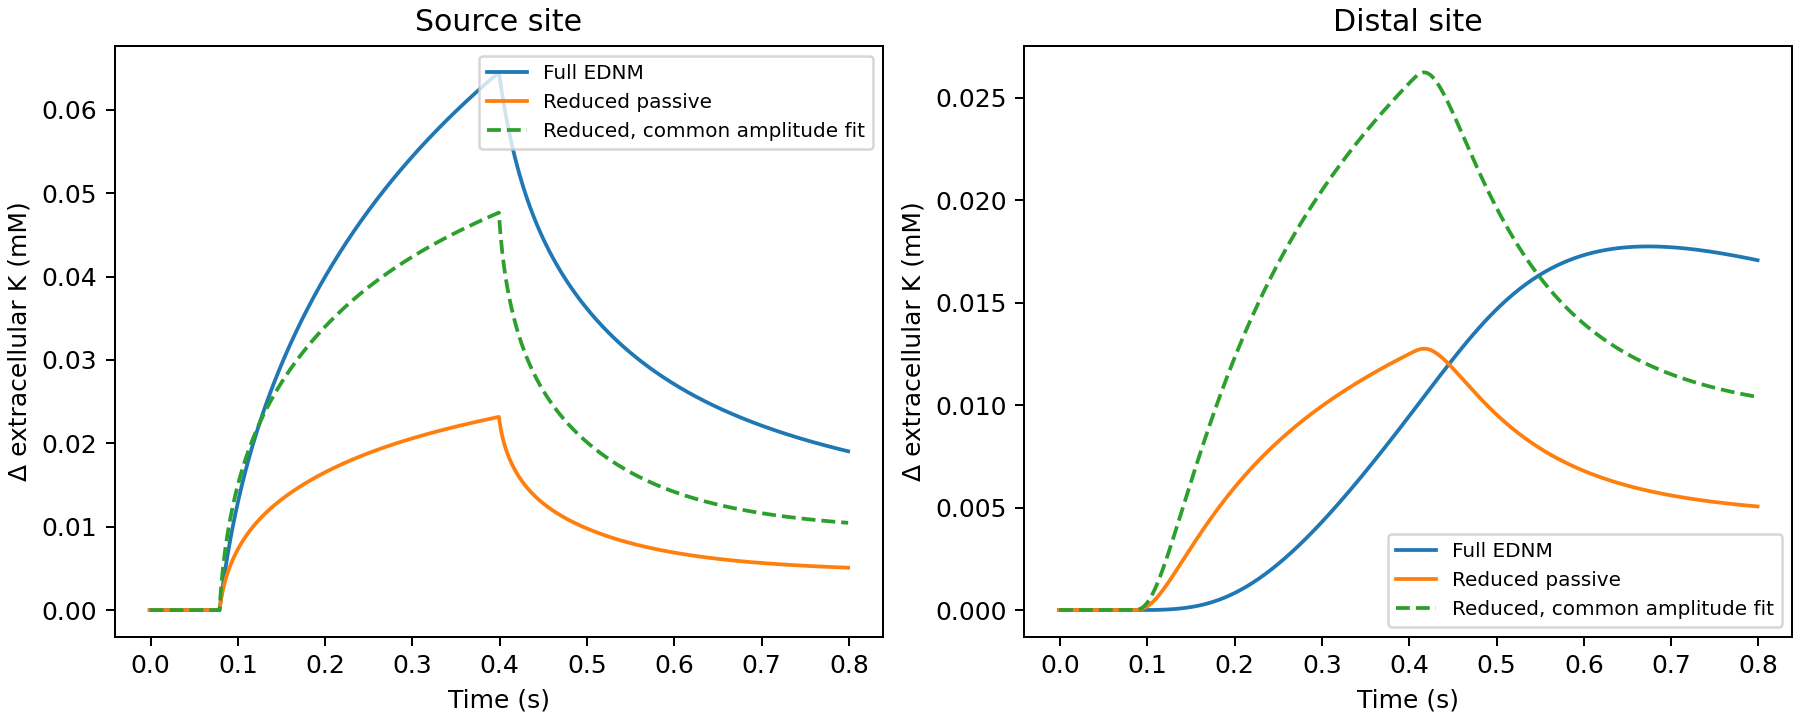 Source site
Δ extracellular K (mM)
0.06
0.05
0.04
0.03
0.02
0.01
0.00
Full EDNM
Reduced passive
Reduced, common amplitude fit
0.0 0.1 0.2 0.3 0.4 0.5 0.6 0.7 0.8
Time (s)
Distal site
Δ extracellular K (mM)
0.025
0.020
0.015
0.010
0.005
0.000
Full EDNM
Reduced passive
Reduced, common amplitude fit
0.0 0.1 0.2 0.3 0.4 0.5 0.6 0.7 0.8
Time (s)